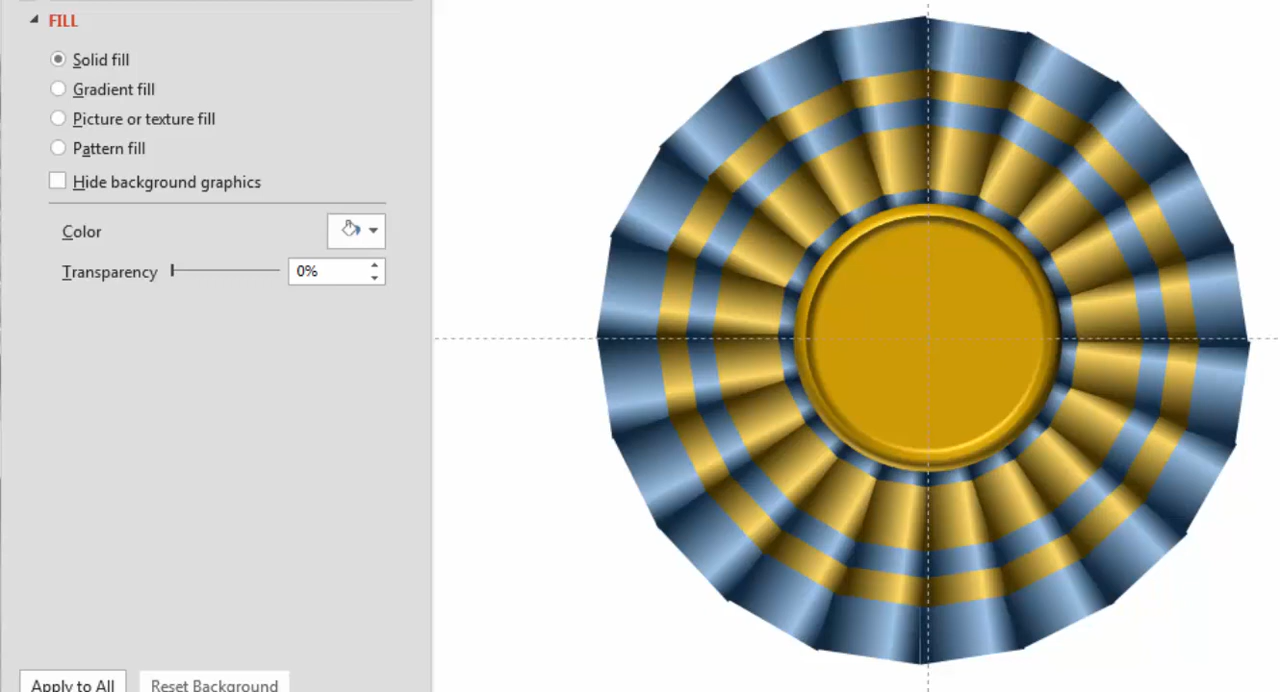 FILL
Solid fill
Gradient fill
Picture or texture fill
Pattern fill
Hide background graphics
Color
Transparency 0%
Apply to All Reset Background